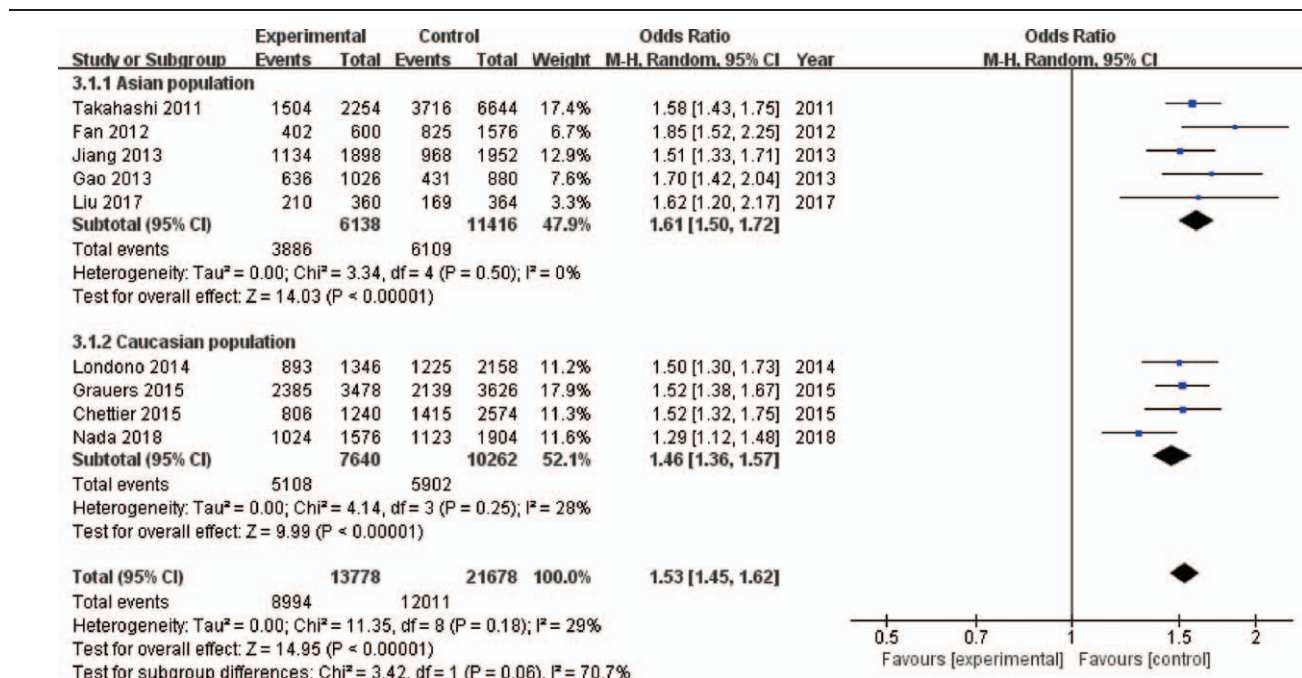 Experimental Control Odds Ratio Odds Ratio
Study or Subgroup Events Total Events Total Weight M-H, Random, 95% CI Year M-H, Random, 95% CI
3.1.1 Asian population
Takahashi 2011 1504 2254 3716 6644 17.4% 1.58 [1.43, 1.75] 2011
Fan 2012 402 600 825 1576 6.7% 1.85 [1.52, 2.25] 2012
Jiang 2013 1134 1898 968 1952 12.9% 1.51 [1.33, 1.71] 2013
Gao 2013 636 1026 431 880 7.6% 1.70 [1.42, 2.04] 2013
Liu 2017 210 360 169 364 3.3% 1.62 [1.20, 2.17] 2017
Subtotal (95% CI) 6138 11416 47.9% 1.61 [1.50, 1.72]
Total events 3886 6109
Heterogeneity: Tau² = 0.00; Chi² = 3.34, df = 4 (P = 0.50); I² = 0%
Test for overall effect: Z = 14.03 (P < 0.00001)
3.1.2 Caucasian population
Londono 2014 893 1346 1225 2158 11.2% 1.50 [1.30, 1.73] 2014
Grauers 2015 2385 3478 2139 3626 17.9% 1.52 [1.38, 1.67] 2015
Chettier 2015 806 1240 1415 2574 11.3% 1.52 [1.32, 1.75] 2015
Nada 2018 1024 1576 1123 1904 11.6% 1.29 [1.12, 1.48] 2018
Subtotal (95% CI) 7640 10262 52.1% 1.46 [1.36, 1.57]
Total events 5108 5902
Heterogeneity: Tau² = 0.00; Chi² = 4.14, df = 3 (P = 0.25); I² = 28%
Test for overall effect: Z = 9.99 (P < 0.00001)
Total (95% CI) 13778 21678 100.0% 1.53 [1.45, 1.62]
Total events 8994 12011
Heterogeneity: Tau² = 0.00; Chi² = 11.35, df = 8 (P = 0.18); I² = 29%
Test for overall effect: Z = 14.95 (P < 0.00001)
Test for subgroup differences: Chi² = 3.42, df = 1 (P = 0.06), I² = 70.7%
0.5 0.7 1 1.5 2
Favours [experimental] Favours [control]